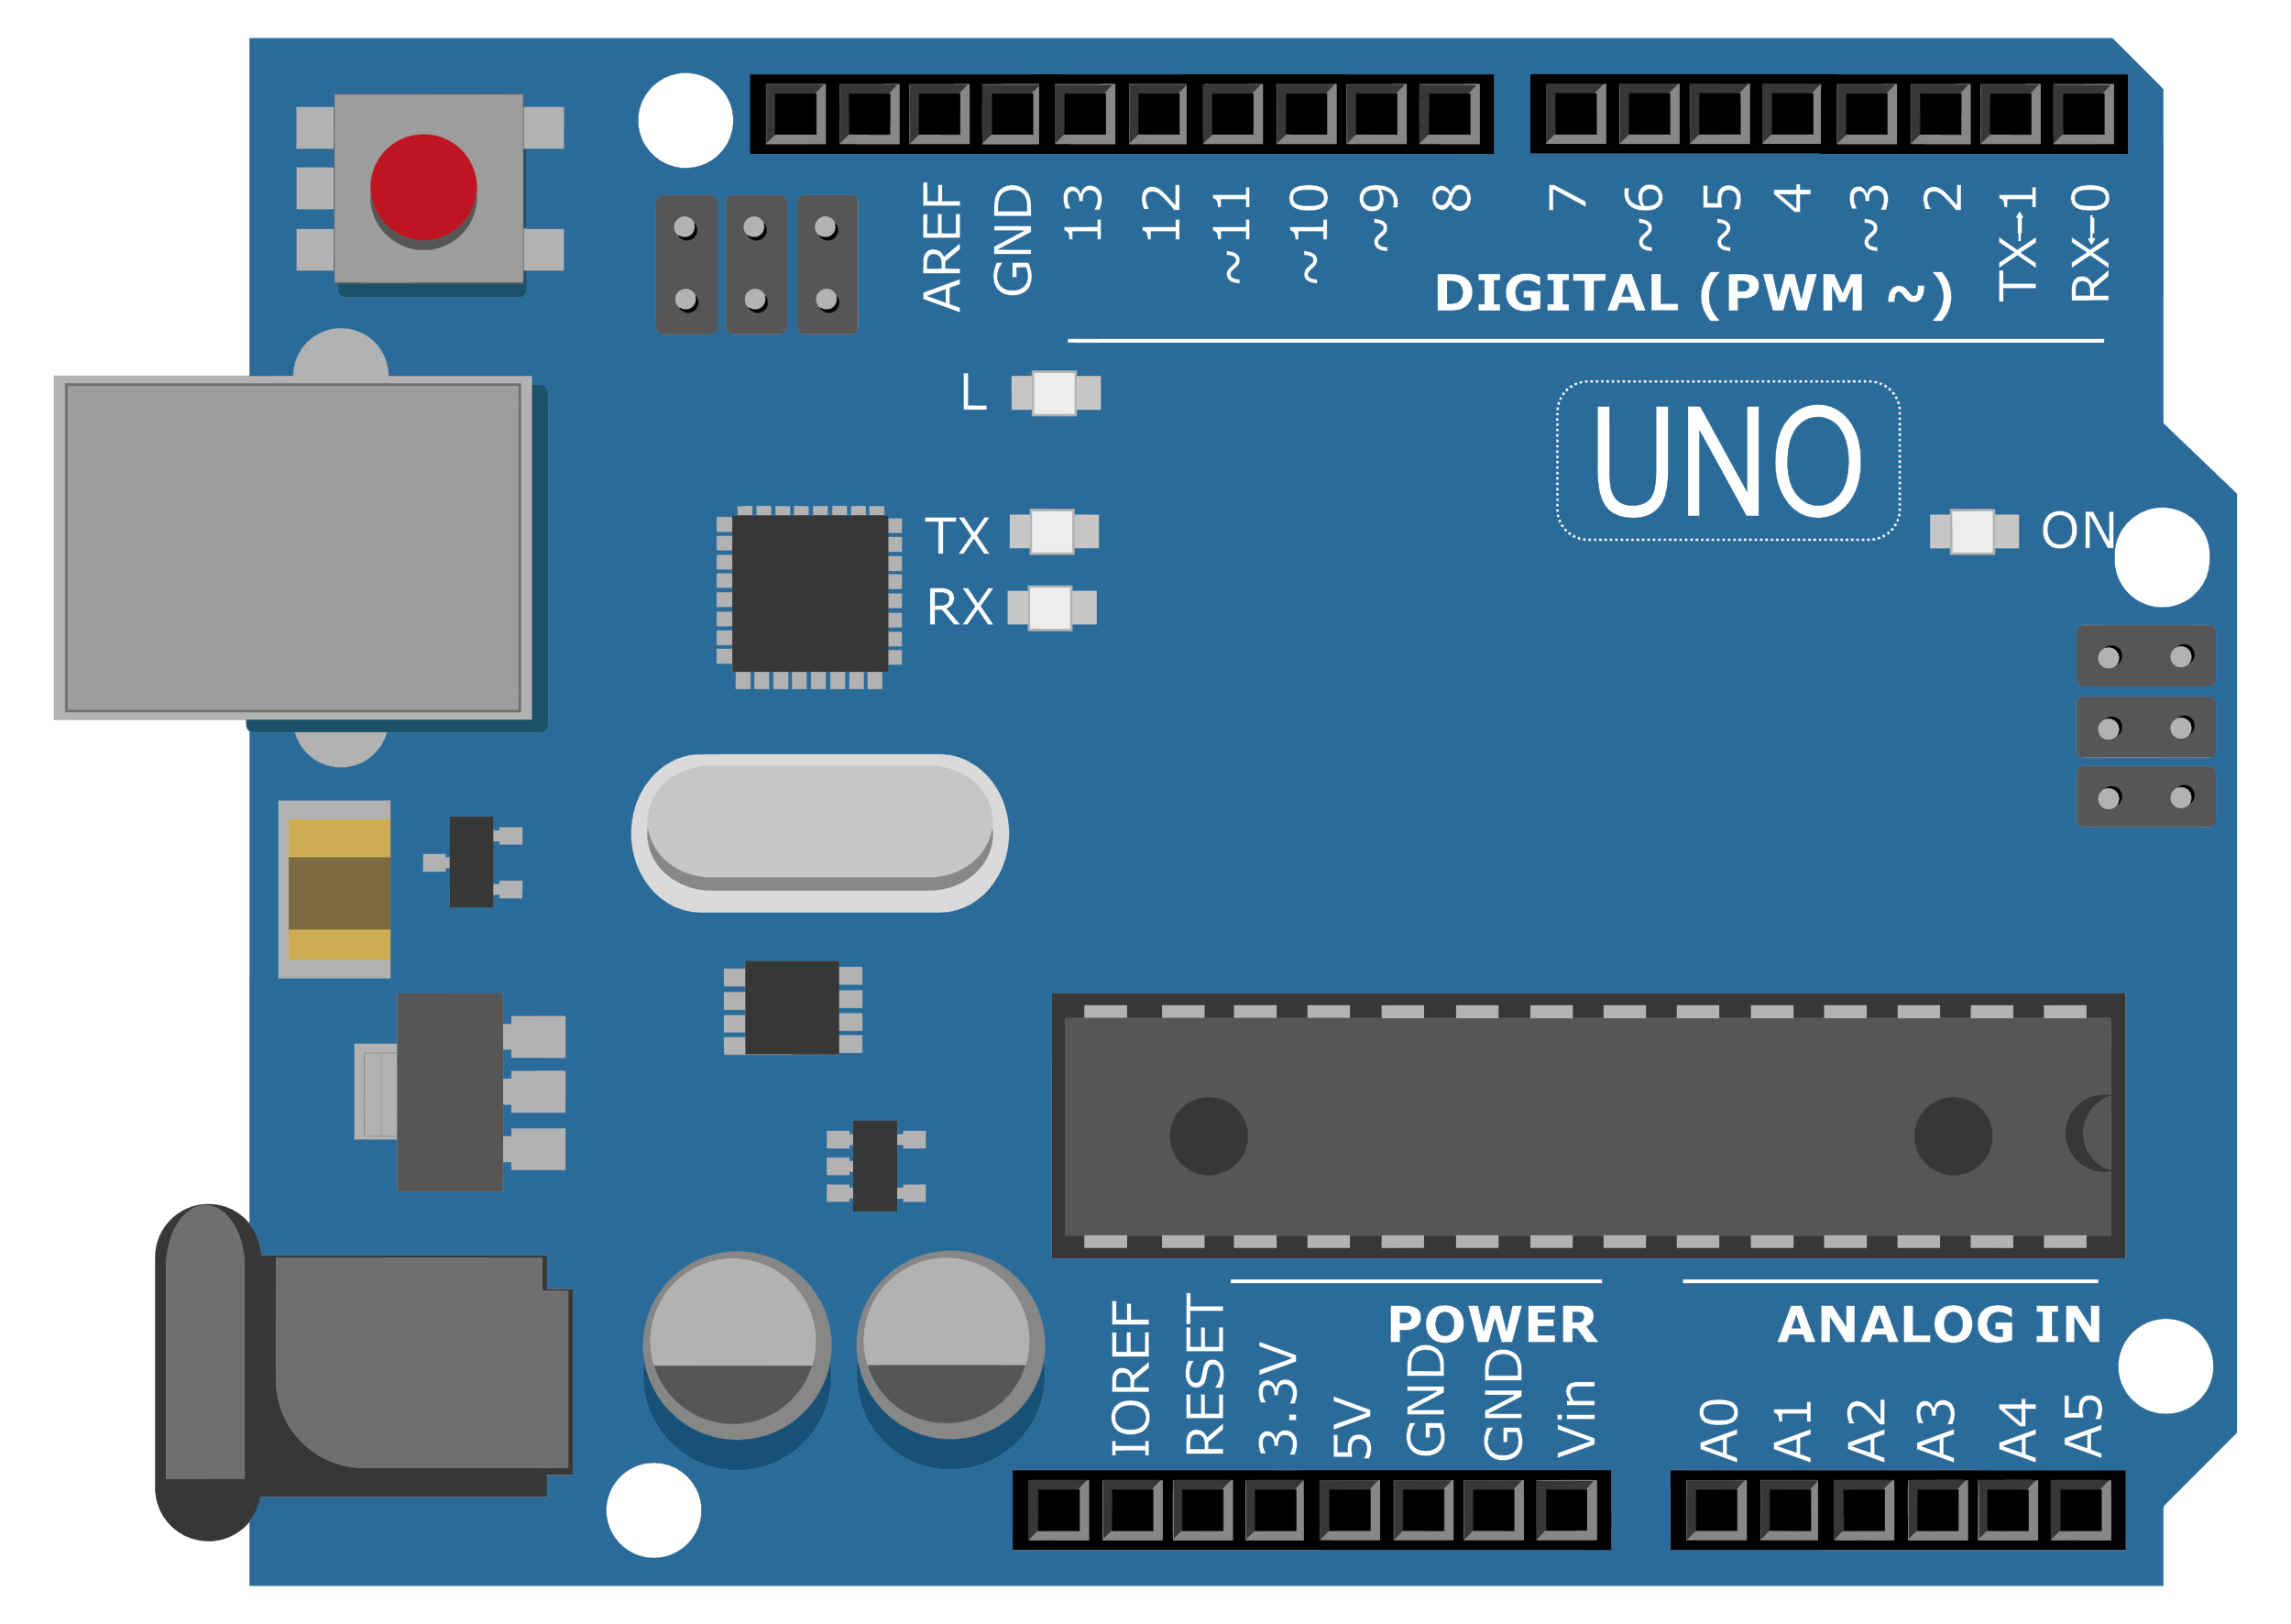 AREF
GND
13
12
~11
~10
~9
8
7
~6
~5
4
~3
2
TX→1
RX←0
DIGITAL (PWM ~)
L
UNO
TX
ON
RX
POWER
ANALOG IN
IOREF
RESET
3.3V
5V
GND
GND
Vin
A0
A1
A2
A3
A4
A5